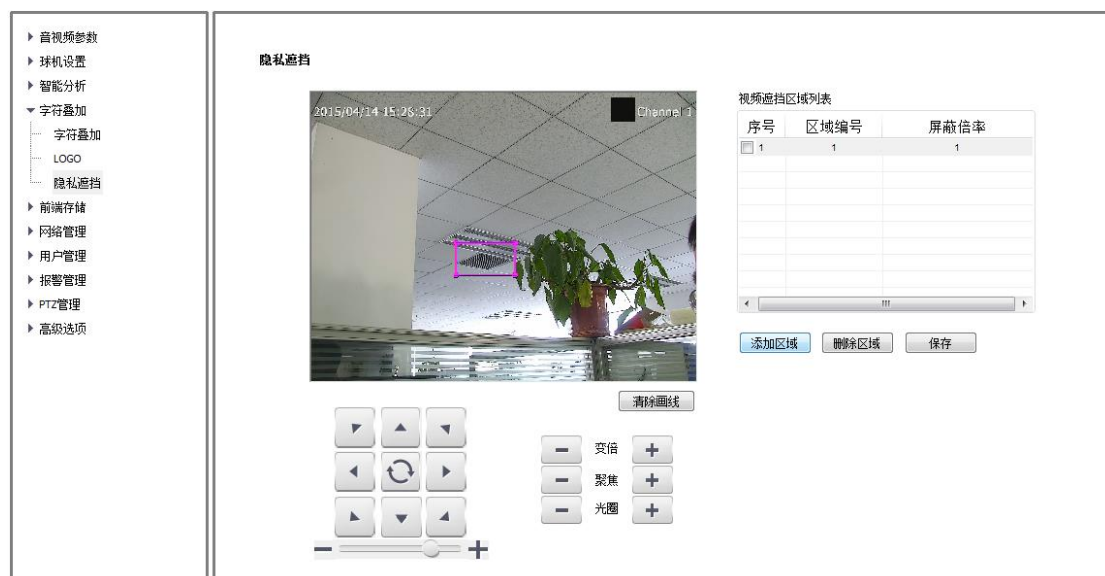 音视频参数
球机设置
智能分析
字符叠加
字符叠加
LOGO
隐私遮挡
前端存储
网络管理
用户管理
报警管理
PTZ管理
高级选项
隐私遮挡
2015/04/14 15:28:31 Channel 1
视频遮挡区域列表
序号 区域编号 屏蔽倍率
1 1 1
添加区域 删除区域 保存
清除画线
变倍
聚焦
光圈